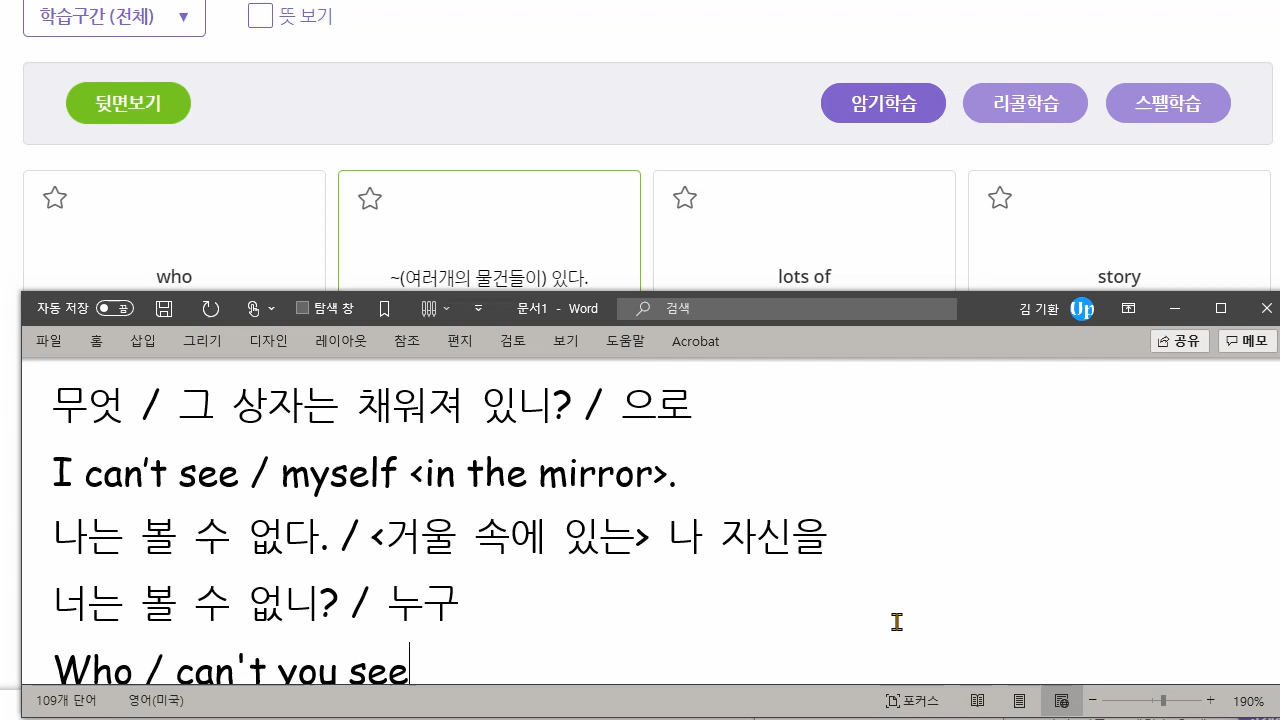 학습구간 (전체) ▼ 뜻 보기
뒷면보기 암기학습 리콜학습 스펠학습
who ~(여러개의 물건들이) 있다. lots of story
자동 저장 끔 탐색 창 문서1 - Word 검색 김 기환 Up
파일 홈 삽입 그리기 디자인 레이아웃 참조 편지 검토 보기 도움말 Acrobat 공유 메모
무엇 / 그 상자는 채워져 있니? / 으로
I can’t see / myself <in the mirror>.
나는 볼 수 없다. / <거울 속에 있는> 나 자신을
너는 볼 수 없니? / 누구
Who / can't you see
109개 단어 영어(미국) 포커스 190%